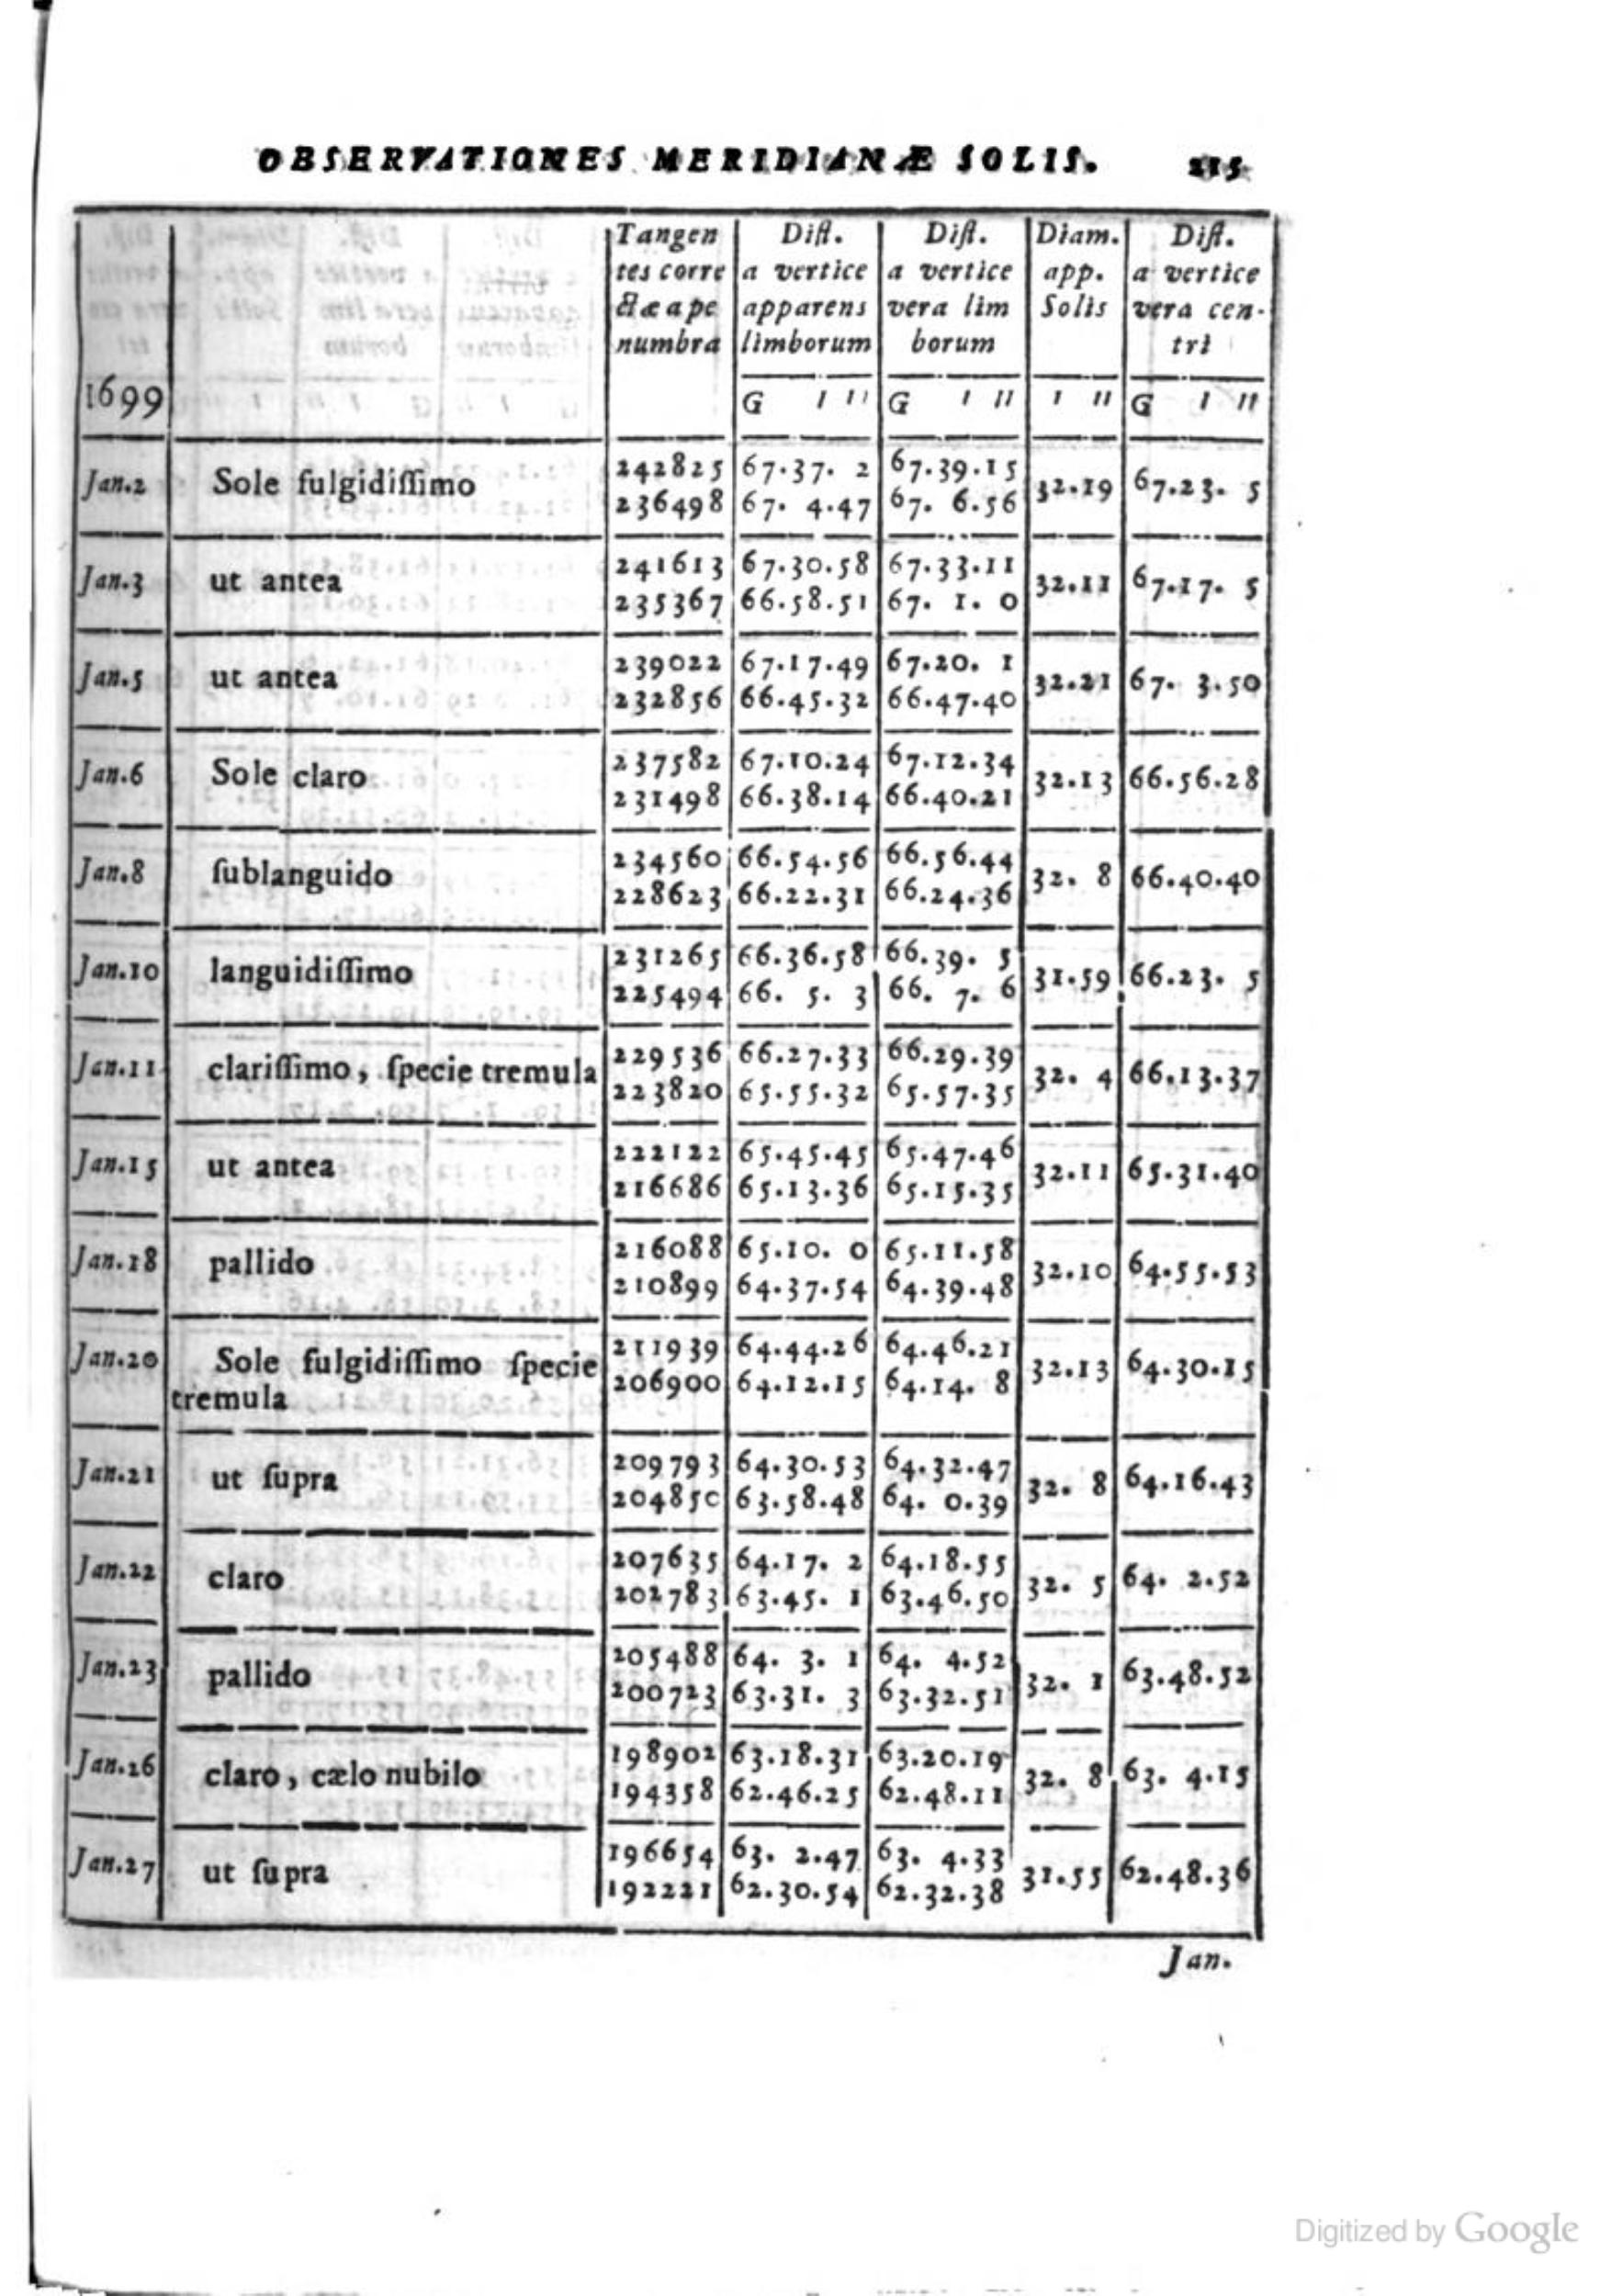 OBSERVATIONES MERIDIANÆ SOLIS. 215
Tangen Dist. Dist. Diam. Dist.
tes corre a vertice a vertice app. a vertice
ctæ a pe apparens vera lim Solis vera cen-
numbra limborum borum tri
1699 G ı ıı G ı ıı ı ıı G ı ıı
Jan.2 Sole fulgidiſſimo 242825 67.37. 2 67.39.15 32.19 67.23. 5
236498 67. 4.47 67. 6.56
Jan.3 ut antea 241613 67.30.58 67.33.11 32.11 67.17. 5
235367 66.58.51 67. 1. 0
Jan.5 ut antea 239022 67.17.49 67.20. 1 32.21 67. 3.50
232856 66.45.32 66.47.40
Jan.6 Sole claro 237582 67.10.24 67.12.34 32.13 66.56.28
231498 66.38.14 66.40.21
Jan.8 ſublanguido 234560 66.54.56 66.56.44 32. 8 66.40.40
228623 66.22.31 66.24.36
Jan.10 languidiſſimo 231265 66.36.58 66.39. 5 31.59 66.23. 5
225494 66. 5. 3 66. 7. 6
Jan.11 clariſſimo, ſpecie tremula 229536 66.27.33 66.29.39 32. 4 66.13.37
223820 65.55.32 65.57.35
Jan.15 ut antea 222122 65.45.45 65.47.46 32.11 65.31.40
216686 65.13.36 65.15.35
Jan.18 pallido 216088 65.10. 0 65.11.58 32.10 64.55.53
210899 64.37.54 64.39.48
Jan.20 Sole fulgidiſſimo ſpecie 211939 64.44.26 64.46.21 32.13 64.30.15
tremula 206900 64.12.15 64.14. 8
Jan.21 ut ſupra 209793 64.30.53 64.32.47 32. 8 64.16.43
204850 63.58.48 64. 0.39
Jan.22 claro 207635 64.17. 2 64.18.55 32. 5 64. 2.52
202783 63.45. 1 63.46.50
Jan.23 pallido 205488 64. 3. 1 64. 4.52 32. 1 63.48.52
200723 63.31. 3 63.32.51
Jan.26 claro, cælo nubilo 198902 63.18.31 63.20.19 32. 8 63. 4.15
194358 62.46.25 62.48.11
Jan.27 ut ſupra 196654 63. 2.47 63. 4.33 31.55 62.48.36
192221 62.30.54 62.32.38
Jan.
Digitized by Google